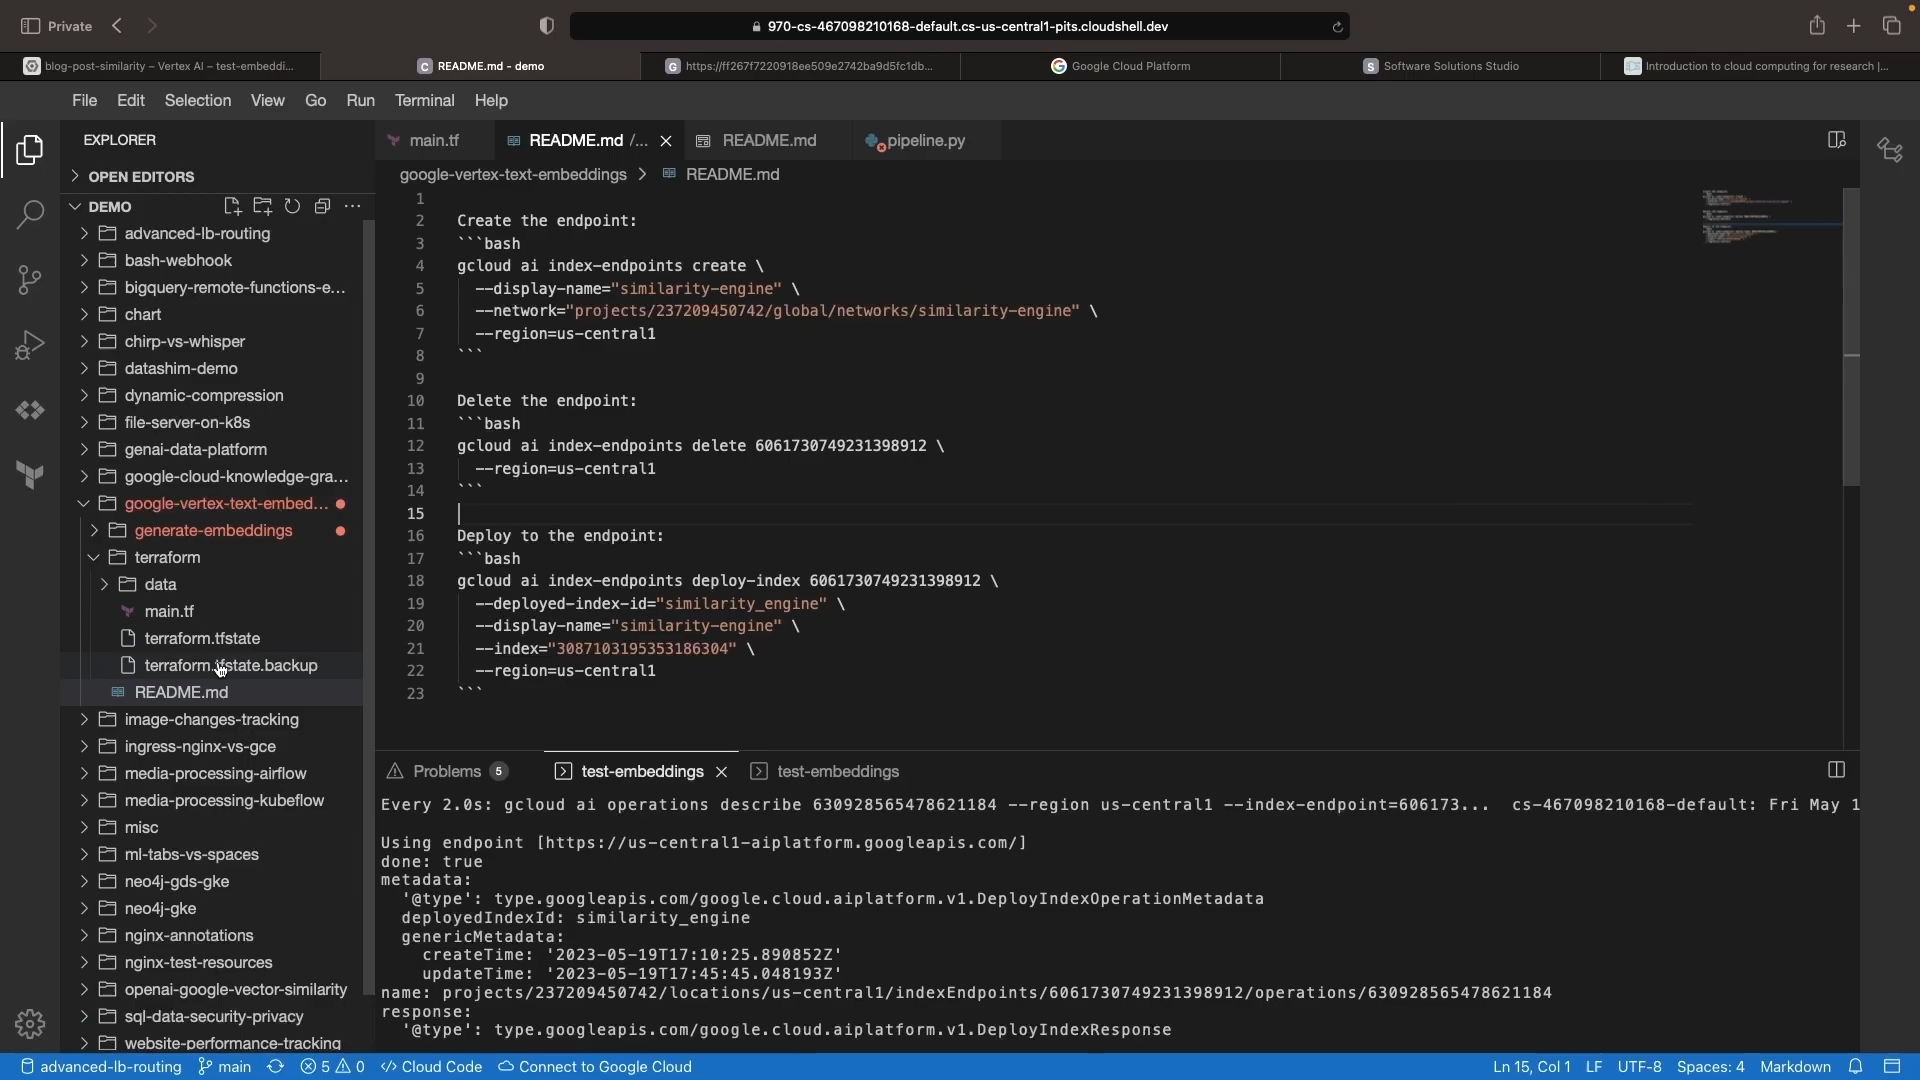 Private
970-cs-467098210168-default.cs-us-central1-pits.cloudshell.dev
blog-post-similarity – Vertex AI – test-embeddi...
README.md - demo
https://ff267f7220918ee509e2742ba9d5fc1db...
Google Cloud Platform
Software Solutions Studio
Introduction to cloud computing for research |...
File Edit Selection View Go Run Terminal Help
EXPLORER
main.tf
README.md /...
README.md
pipeline.py
OPEN EDITORS
google-vertex-text-embeddings > README.md
DEMO
advanced-lb-routing
bash-webhook
bigquery-remote-functions-e...
chart
chirp-vs-whisper
datashim-demo
dynamic-compression
file-server-on-k8s
genai-data-platform
google-cloud-knowledge-gra...
google-vertex-text-embed...
generate-embeddings
terraform
data
main.tf
terraform.tfstate
terraform.tfstate.backup
README.md
image-changes-tracking
ingress-nginx-vs-gce
media-processing-airflow
media-processing-kubeflow
misc
ml-tabs-vs-spaces
neo4j-gds-gke
neo4j-gke
nginx-annotations
nginx-test-resources
openai-google-vector-similarity
sql-data-security-privacy
website-performance-tracking
1
2 Create the endpoint:
3 ```bash
4 gcloud ai index-endpoints create \
5 --display-name="similarity-engine" \
6 --network="projects/237209450742/global/networks/similarity-engine" \
7 --region=us-central1
8 ```
9
10 Delete the endpoint:
11 ```bash
12 gcloud ai index-endpoints delete 6061730749231398912 \
13 --region=us-central1
14 ```
15
16 Deploy to the endpoint:
17 ```bash
18 gcloud ai index-endpoints deploy-index 6061730749231398912 \
19 --deployed-index-id="similarity_engine" \
20 --display-name="similarity-engine" \
21 --index="3087103195353186304" \
22 --region=us-central1
23 ```
Problems 5
test-embeddings
test-embeddings
Every 2.0s: gcloud ai operations describe 630928565478621184 --region us-central1 --index-endpoint=606173... cs-467098210168-default: Fri May 1
Using endpoint [https://us-central1-aiplatform.googleapis.com/]
done: true
metadata:
'@type': type.googleapis.com/google.cloud.aiplatform.v1.DeployIndexOperationMetadata
deployedIndexId: similarity_engine
genericMetadata:
createTime: '2023-05-19T17:10:25.890852Z'
updateTime: '2023-05-19T17:45:45.048193Z'
name: projects/237209450742/locations/us-central1/indexEndpoints/6061730749231398912/operations/630928565478621184
response:
'@type': type.googleapis.com/google.cloud.aiplatform.v1.DeployIndexResponse
advanced-lb-routing
main
5
0
Cloud Code
Connect to Google Cloud
Ln 15, Col 1
LF
UTF-8
Spaces: 4
Markdown